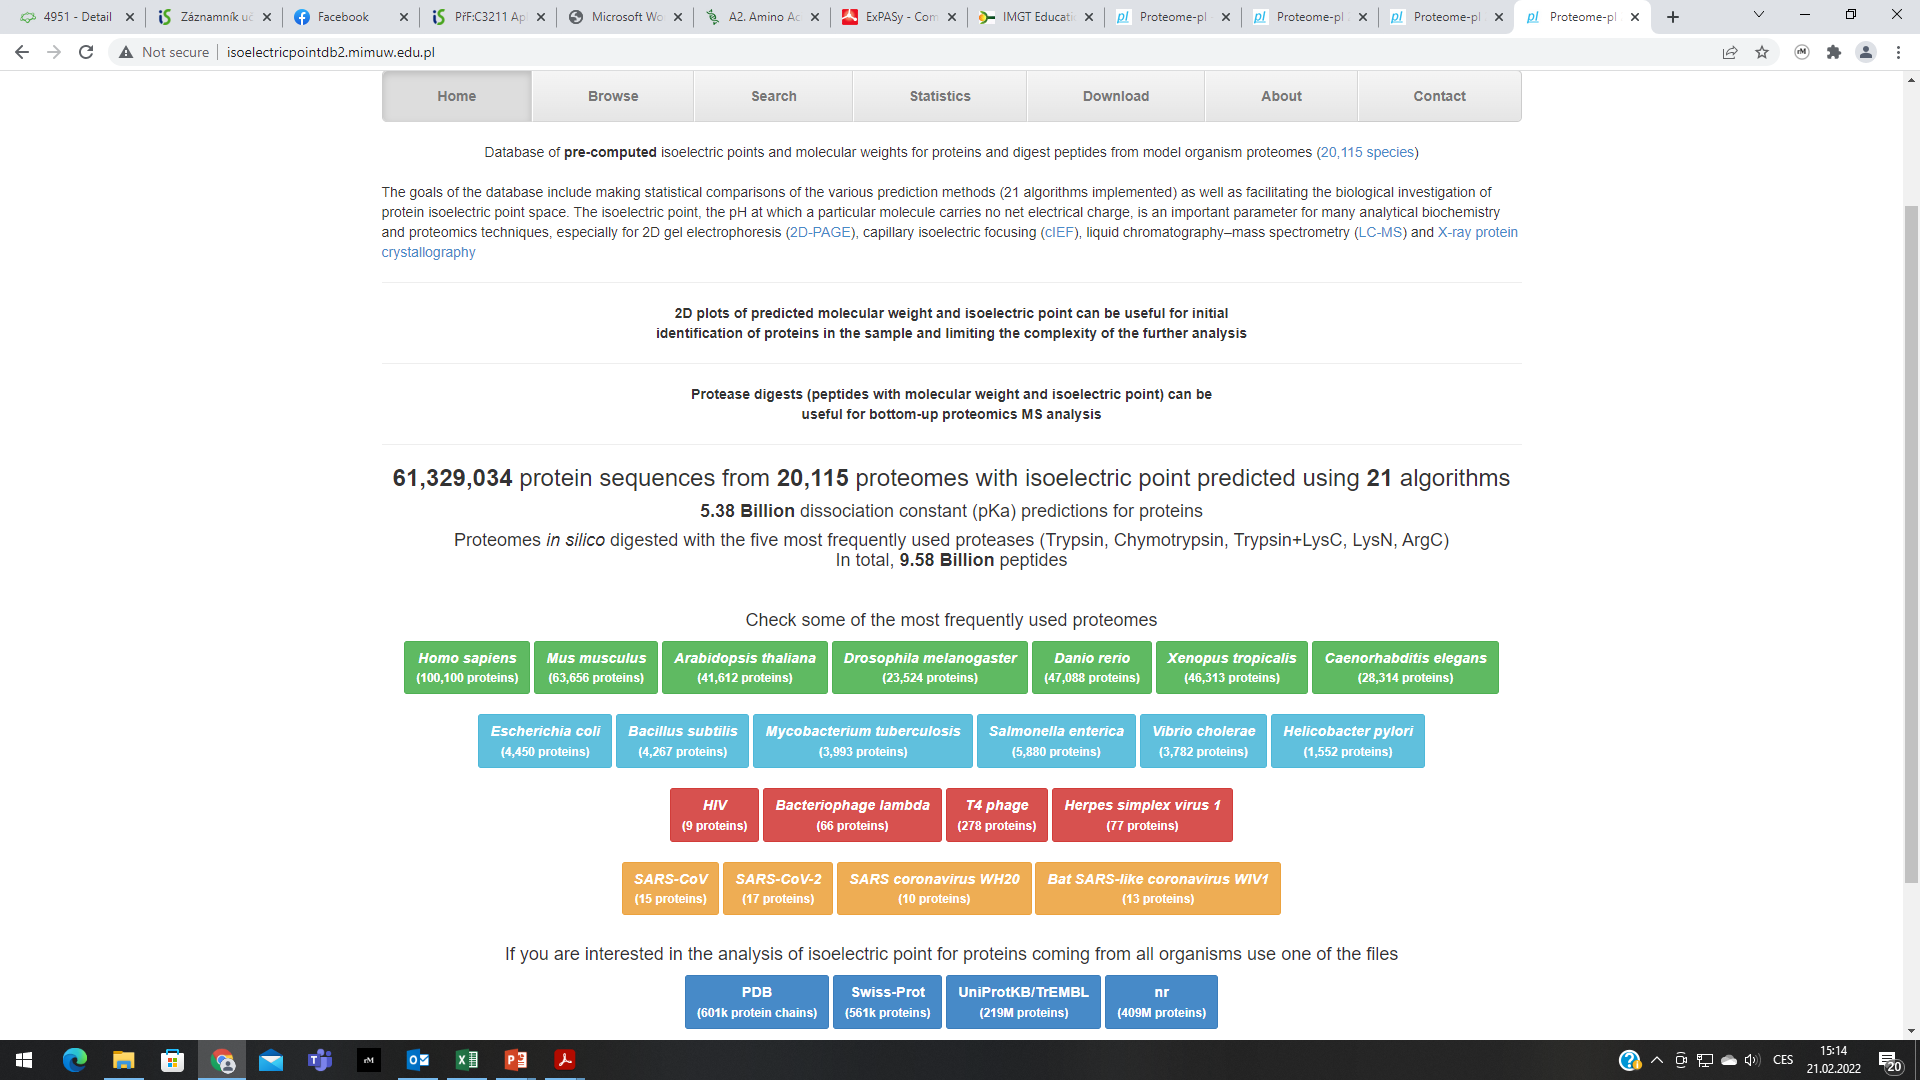 4951 - Detail
Záznamník uč
Facebook
PřF:C3211 Apl
Microsoft Wo
A2. Amino Ac
ExPASy - Com
IMGT Educati
Proteome-pI
Proteome-pI
Proteome-pI
Proteome-pI
Not secure
isoelectricpointdb2.mimuw.edu.pl
Home Browse Search Statistics Download About Contact
Database of pre-computed isoelectric points and molecular weights for proteins and digest peptides from model organism proteomes (20,115 species)
The goals of the database include making statistical comparisons of the various prediction methods (21 algorithms implemented) as well as facilitating the biological investigation of
protein isoelectric point space. The isoelectric point, the pH at which a particular molecule carries no net electrical charge, is an important parameter for many analytical biochemistry
and proteomics techniques, especially for 2D gel electrophoresis (2D-PAGE), capillary isoelectric focusing (cIEF), liquid chromatography–mass spectrometry (LC-MS) and X-ray protein
crystallography
2D plots of predicted molecular weight and isoelectric point can be useful for initial
identification of proteins in the sample and limiting the complexity of the further analysis
Protease digests (peptides with molecular weight and isoelectric point) can be
useful for bottom-up proteomics MS analysis
61,329,034 protein sequences from 20,115 proteomes with isoelectric point predicted using 21 algorithms
5.38 Billion dissociation constant (pKa) predictions for proteins
Proteomes in silico digested with the five most frequently used proteases (Trypsin, Chymotrypsin, Trypsin+LysC, LysN, ArgC)
In total, 9.58 Billion peptides
Check some of the most frequently used proteomes
Homo sapiens
(100,100 proteins)
Mus musculus
(63,656 proteins)
Arabidopsis thaliana
(41,612 proteins)
Drosophila melanogaster
(23,524 proteins)
Danio rerio
(47,088 proteins)
Xenopus tropicalis
(46,313 proteins)
Caenorhabditis elegans
(28,314 proteins)
Escherichia coli
(4,450 proteins)
Bacillus subtilis
(4,267 proteins)
Mycobacterium tuberculosis
(3,993 proteins)
Salmonella enterica
(5,880 proteins)
Vibrio cholerae
(3,782 proteins)
Helicobacter pylori
(1,552 proteins)
HIV
(9 proteins)
Bacteriophage lambda
(66 proteins)
T4 phage
(278 proteins)
Herpes simplex virus 1
(77 proteins)
SARS-CoV
(15 proteins)
SARS-CoV-2
(17 proteins)
SARS coronavirus WH20
(10 proteins)
Bat SARS-like coronavirus WIV1
(13 proteins)
If you are interested in the analysis of isoelectric point for proteins coming from all organisms use one of the files
PDB
(601k protein chains)
Swiss-Prot
(561k proteins)
UniProtKB/TrEMBL
(219M proteins)
nr
(409M proteins)
CES
15:14
21.02.2022
20